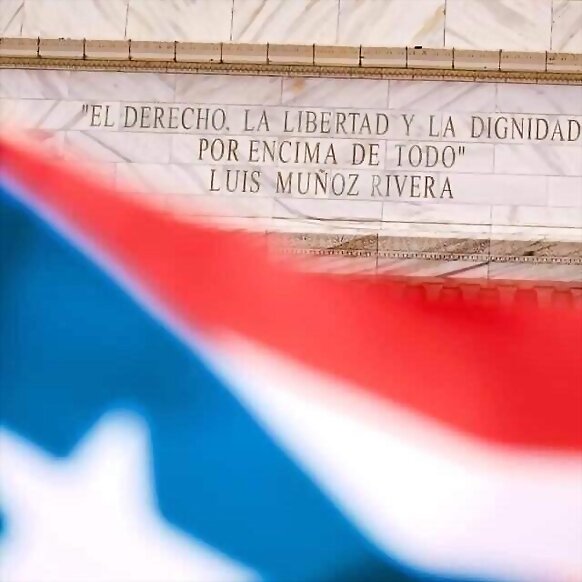 "EL DERECHO, LA LIBERTAD Y LA DIGNIDAD
POR ENCIMA DE TODO"
LUIS MUÑOZ RIVERA